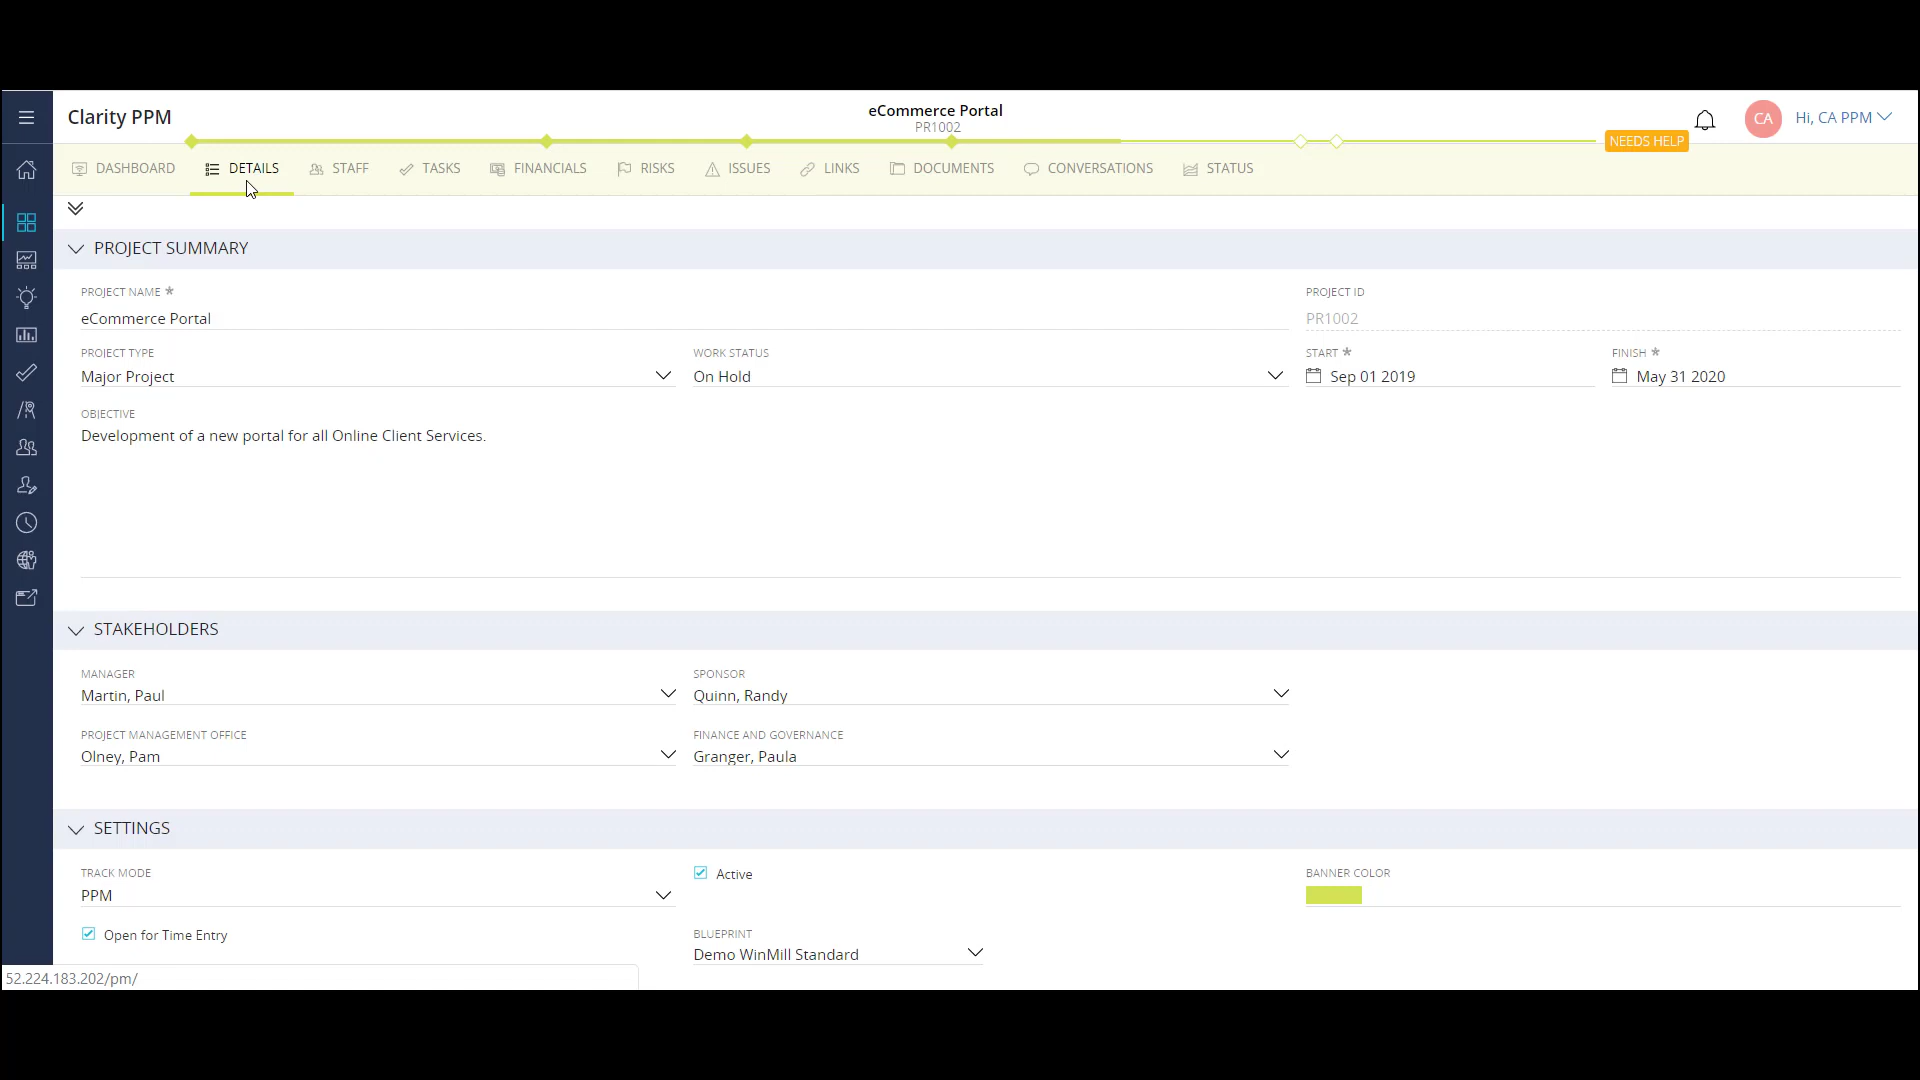 Clarity PPM
eCommerce Portal
PR1002
CA
Hi, CA PPM
NEEDS HELP
DASHBOARD
DETAILS
STAFF
TASKS
FINANCIALS
RISKS
ISSUES
LINKS
DOCUMENTS
CONVERSATIONS
STATUS
PROJECT SUMMARY
PROJECT NAME *
PROJECT ID
eCommerce Portal
PR1002
PROJECT TYPE
WORK STATUS
START *
FINISH *
Major Project
On Hold
Sep 01 2019
May 31 2020
OBJECTIVE
Development of a new portal for all Online Client Services.
STAKEHOLDERS
MANAGER
SPONSOR
Martin, Paul
Quinn, Randy
PROJECT MANAGEMENT OFFICE
FINANCE AND GOVERNANCE
Olney, Pam
Granger, Paula
SETTINGS
TRACK MODE
Active
BANNER COLOR
PPM
Open for Time Entry
BLUEPRINT
Demo WinMill Standard
52.224.183.202/pm/